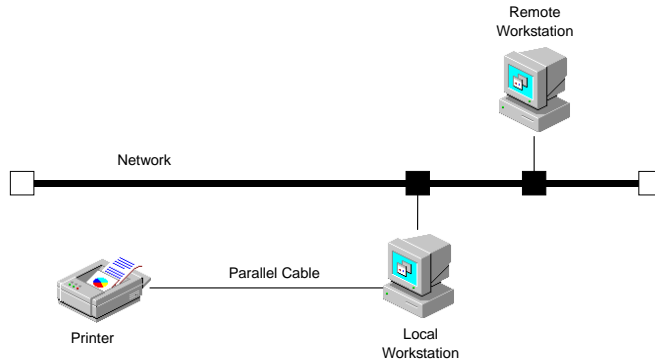 Remote
Workstation
Network
Parallel Cable
Printer
Local
Workstation